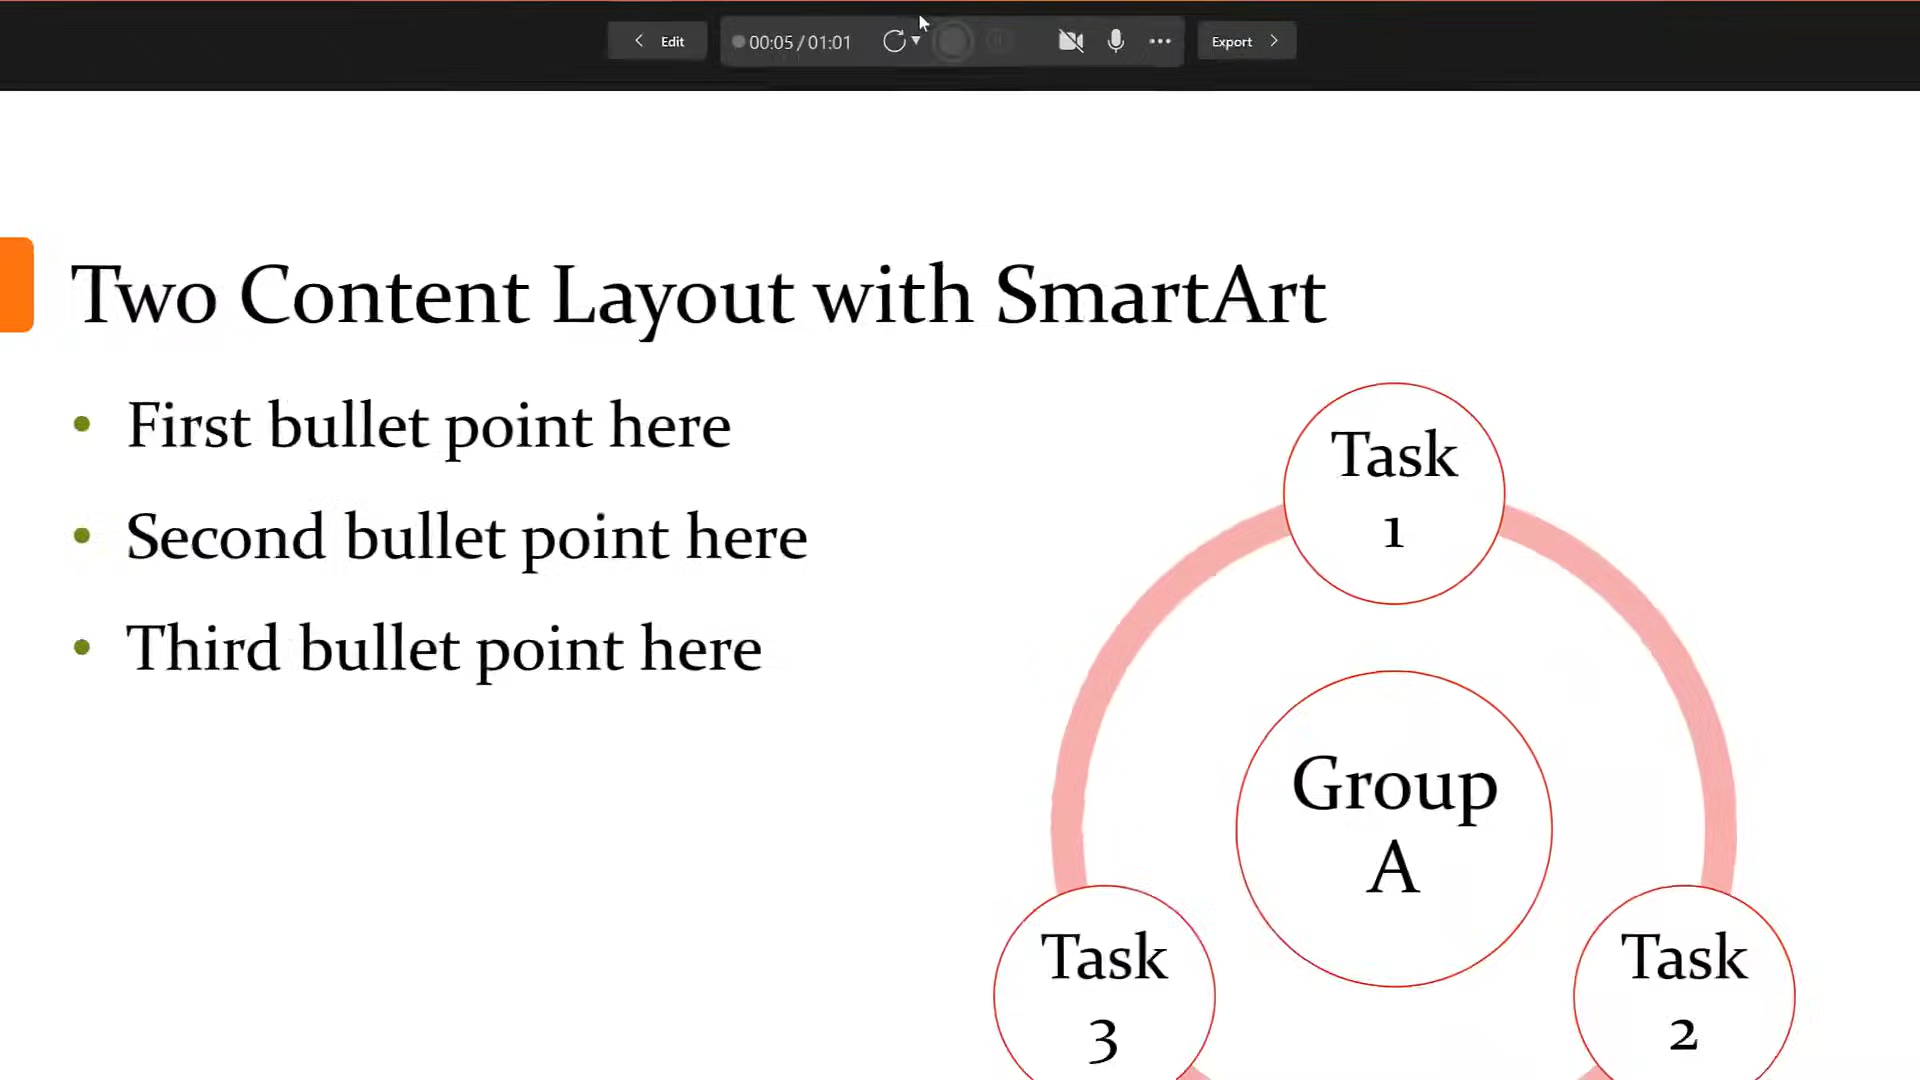 Edit
00:05 / 01:01
Export
Two Content Layout with SmartArt
• First bullet point here
• Second bullet point here
• Third bullet point here
Task
1
Group
A
Task
3
Task
2